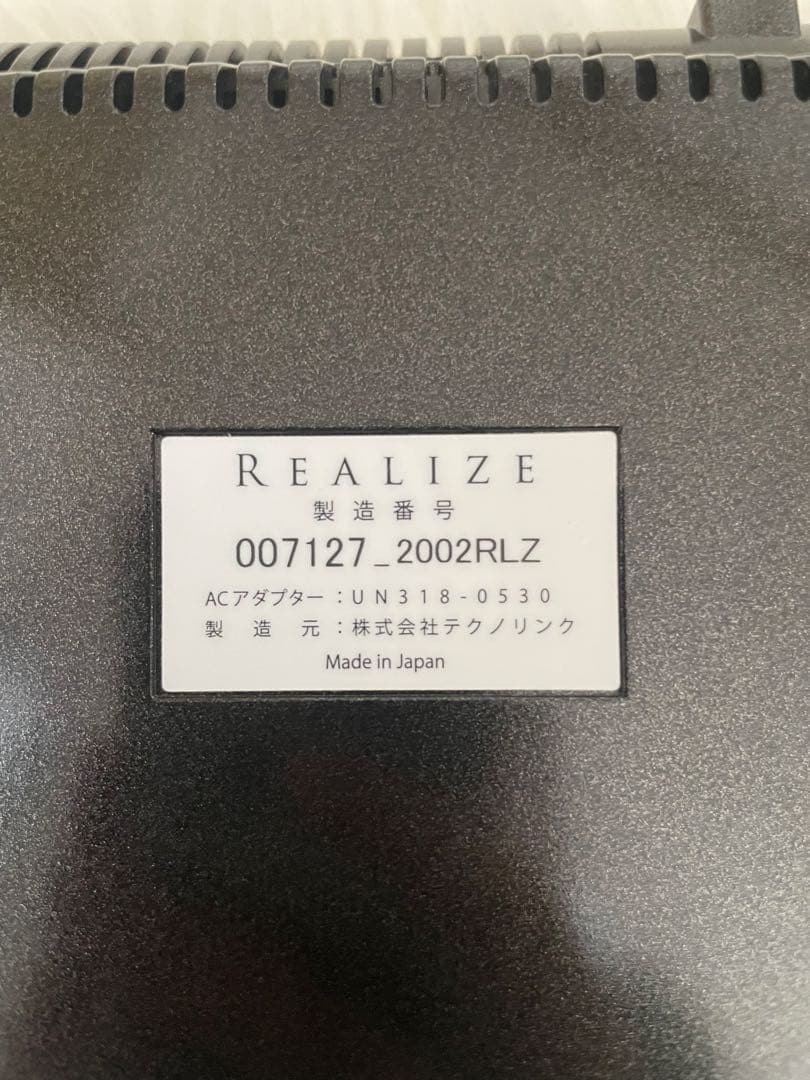 REALIZE
製造番号
007127_2002RLZ
ACアダプター：UN318-0530
製造元：株式会社テクノリンク
Made in Japan